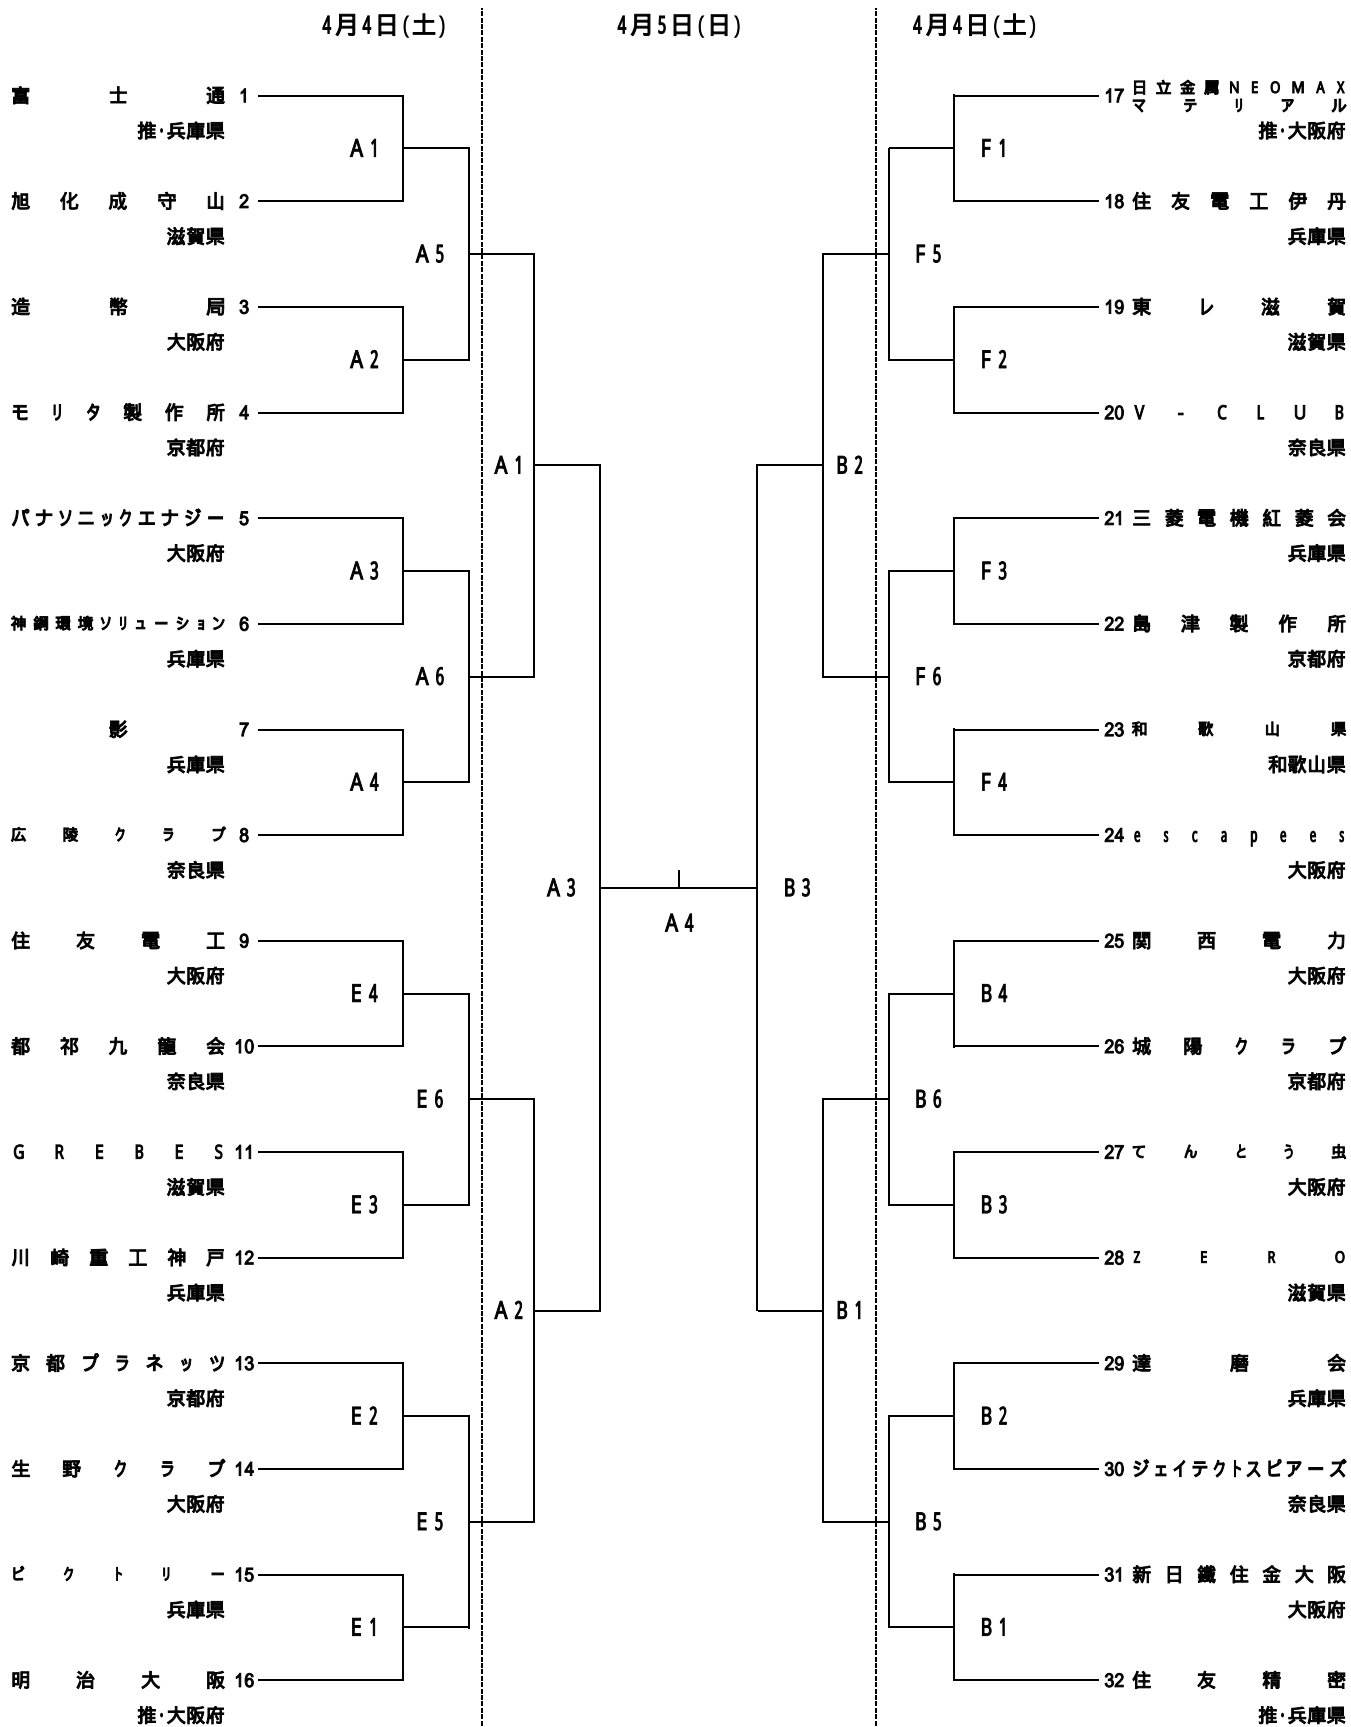 4月4日(土)
4月5日(日)
4月4日(土)
富士通 1
推・兵庫県
A1
旭化成守山 2
滋賀県
A5
造幣局 3
大阪府
A2
モリタ製作所 4
京都府
A1
パナソニックエナジー 5
大阪府
A3
神鋼環境ソリューション 6
兵庫県
A6
影 7
兵庫県
A4
広陵クラブ 8
奈良県
A3
住友電工 9
大阪府
E4
都祁九龍会 10
奈良県
E6
GREBES 11
滋賀県
E3
川崎重工神戸 12
兵庫県
A2
京都プラネッツ 13
京都府
E2
生野クラブ 14
大阪府
E5
ビクトリー 15
兵庫県
E1
明治大阪 16
推・大阪府
A4
17 日立金属NEOMAX
マテリアル
推・大阪府
F1
18 住友電工伊丹
兵庫県
F5
19 東レ滋賀
滋賀県
F2
20 V-CLUB
奈良県
B2
21 三菱電機紅菱会
兵庫県
F3
22 島津製作所
京都府
F6
23 和歌山県
和歌山県
F4
24 escapees
大阪府
B3
25 関西電力
大阪府
B4
26 城陽クラブ
京都府
B6
27 てんとう虫
大阪府
B3
28 ZERO
滋賀県
B1
29 達磨会
兵庫県
B2
30 ジェイテクトスピアーズ
奈良県
B5
31 新日鐵住金大阪
大阪府
B1
32 住友精密
推・兵庫県